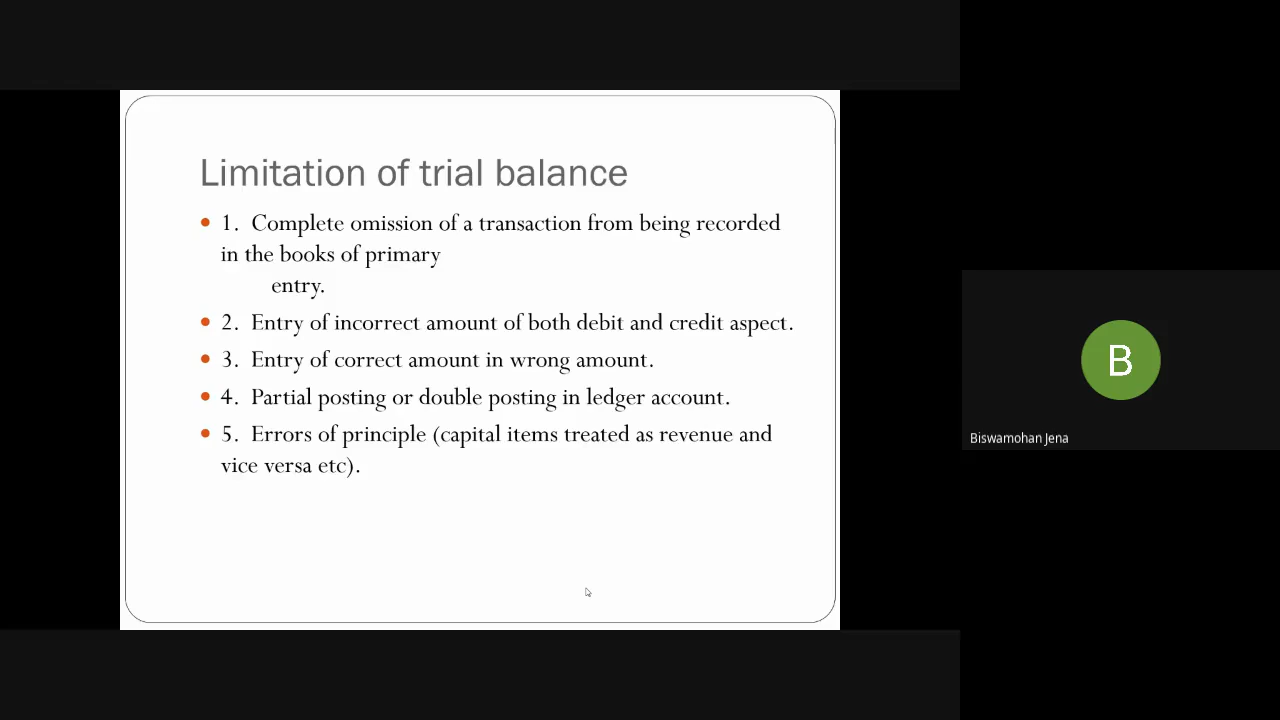 Limitation of trial balance
• 1. Complete omission of a transaction from being recorded
in the books of primary
entry.
• 2. Entry of incorrect amount of both debit and credit aspect.
• 3. Entry of correct amount in wrong amount.
• 4. Partial posting or double posting in ledger account.
• 5. Errors of principle (capital items treated as revenue and
vice versa etc).
B
Biswamohan Jena